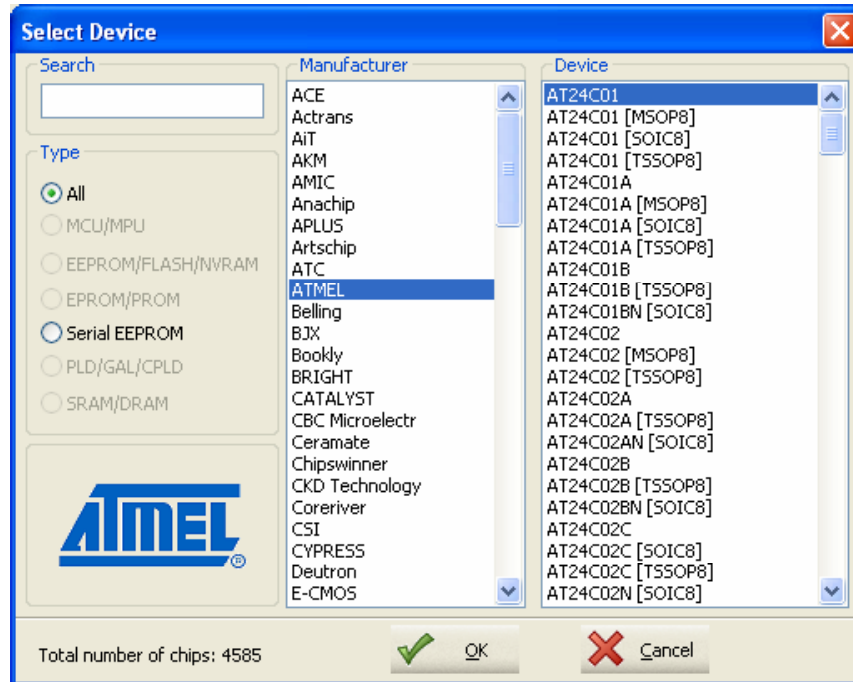 Select Device
Search
Type
All
MCU/MPU
EEPROM/FLASH/NVRAM
EPROM/PROM
Serial EEPROM
PLD/GAL/CPLD
SRAM/DRAM
ATMEL
®
Manufacturer
ACE
Actrans
AiT
AKM
AMIC
Anachip
APLUS
Artschip
ATC
ATMEL
Belling
BJX
Bookly
BRIGHT
CATALYST
CBC Microelectr
Ceramate
Chipswinner
CKD Technology
Coreriver
CSI
CYPRESS
Deutron
E-CMOS
Device
AT24C01
AT24C01 [MSOP8]
AT24C01 [SOIC8]
AT24C01 [TSSOP8]
AT24C01A
AT24C01A [MSOP8]
AT24C01A [SOIC8]
AT24C01A [TSSOP8]
AT24C01B
AT24C01B [TSSOP8]
AT24C01BN [SOIC8]
AT24C02
AT24C02 [MSOP8]
AT24C02 [TSSOP8]
AT24C02A
AT24C02A [TSSOP8]
AT24C02AN [SOIC8]
AT24C02B
AT24C02B [TSSOP8]
AT24C02BN [SOIC8]
AT24C02C
AT24C02C [SOIC8]
AT24C02C [TSSOP8]
AT24C02N [SOIC8]
Total number of chips: 4585
OK
Cancel